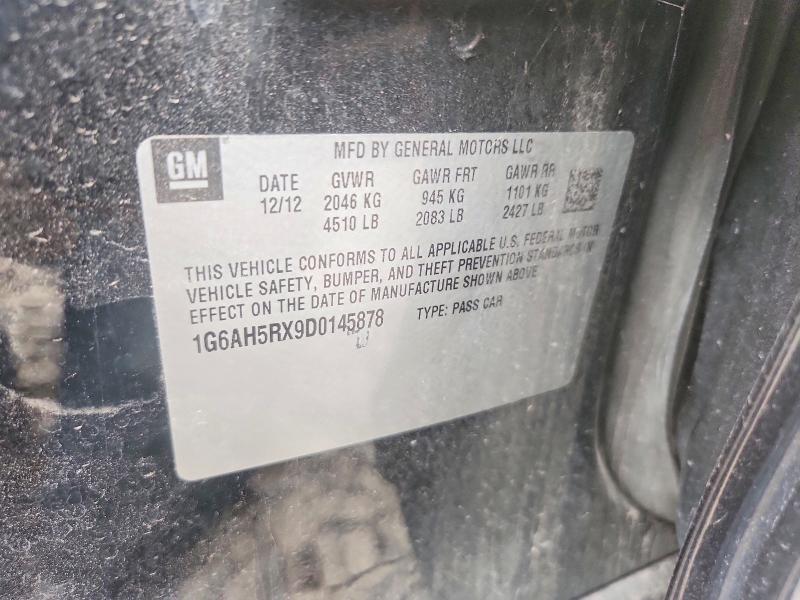 GM
MFD BY GENERAL MOTORS LLC
DATE GVWR GAWR FRT GAWR RR
12/12 2046 KG 945 KG 1101 KG
4510 LB 2083 LB 2427 LB
THIS VEHICLE CONFORMS TO ALL APPLICABLE U.S. FEDERAL MOTOR
VEHICLE SAFETY, BUMPER, AND THEFT PREVENTION STANDARDS IN
EFFECT ON THE DATE OF MANUFACTURE SHOWN ABOVE
1G6AH5RX9D0145878 TYPE: PASS CAR